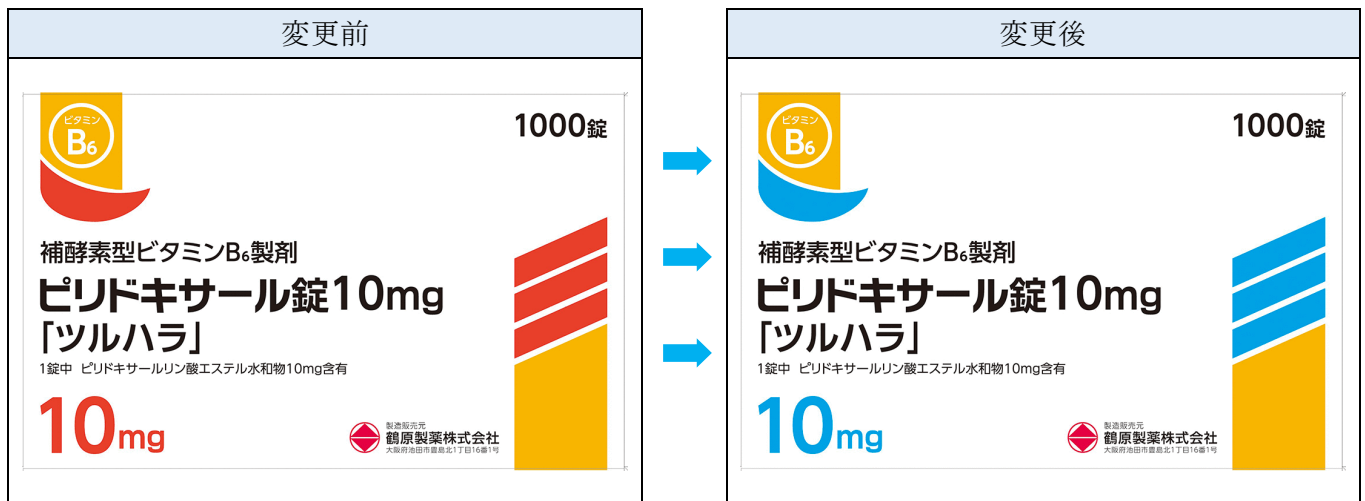 変更前
ビタミン
B₆
1000錠
補酵素型ビタミンB₆製剤
ピリドキサール錠10mg
「ツルハラ」
1錠中 ピリドキサールリン酸エステル水和物10mg含有
10mg
製造販売元
鶴原製薬株式会社
大阪府池田市豊島北1丁目16番1号
変更後
ビタミン
B₆
1000錠
補酵素型ビタミンB₆製剤
ピリドキサール錠10mg
「ツルハラ」
1錠中 ピリドキサールリン酸エステル水和物10mg含有
10mg
製造販売元
鶴原製薬株式会社
大阪府池田市豊島北1丁目16番1号